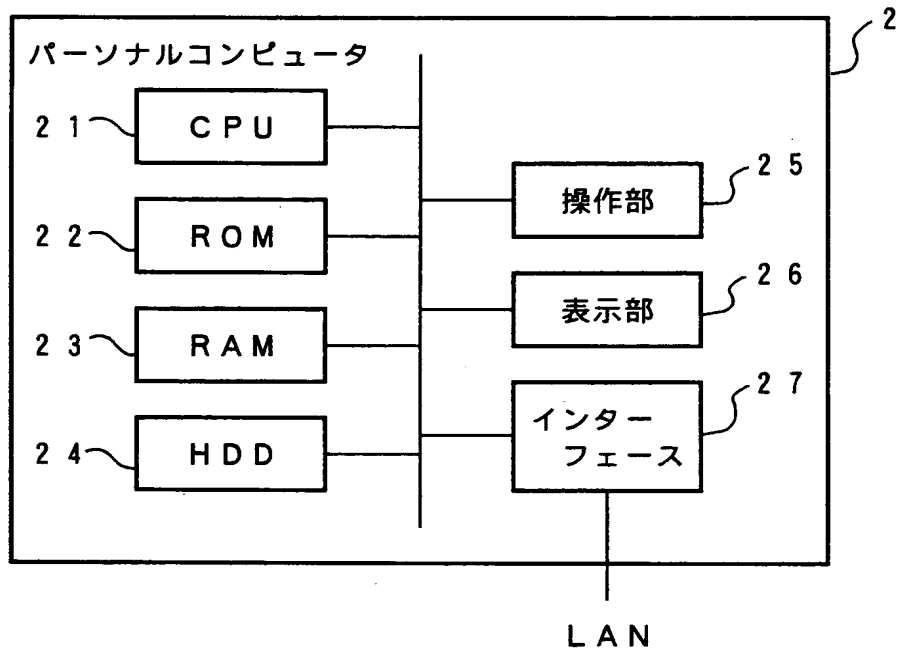 2
パーソナルコンピュータ
21
CPU
22
ROM
23
RAM
24
HDD
25
操作部
26
表示部
27
インター
フェース
LAN